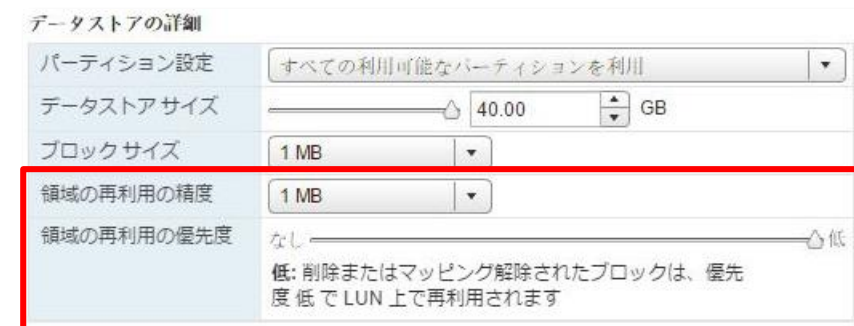 データストアの詳細
パーティション設定 すべての利用可能なパーティションを利用
データストア サイズ 40.00 GB
ブロック サイズ 1 MB
領域の再利用の精度 1 MB
領域の再利用の優先度 なし 低
低: 削除またはマッピング解除されたブロックは、優先
度 低 で LUN 上で再利用されます